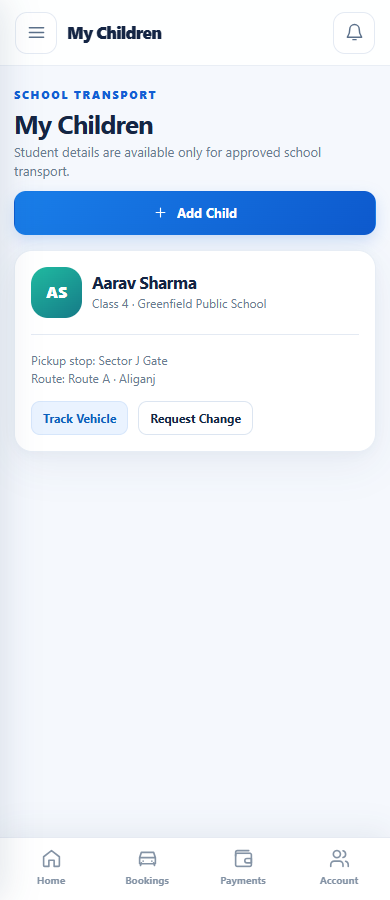 My Children
SCHOOL TRANSPORT
My Children
Student details are available only for approved school
transport.
+ Add Child
AS
Aarav Sharma
Class 4 · Greenfield Public School
Pickup stop: Sector J Gate
Route: Route A · Aliganj
Track Vehicle
Request Change
Home
Bookings
Payments
Account